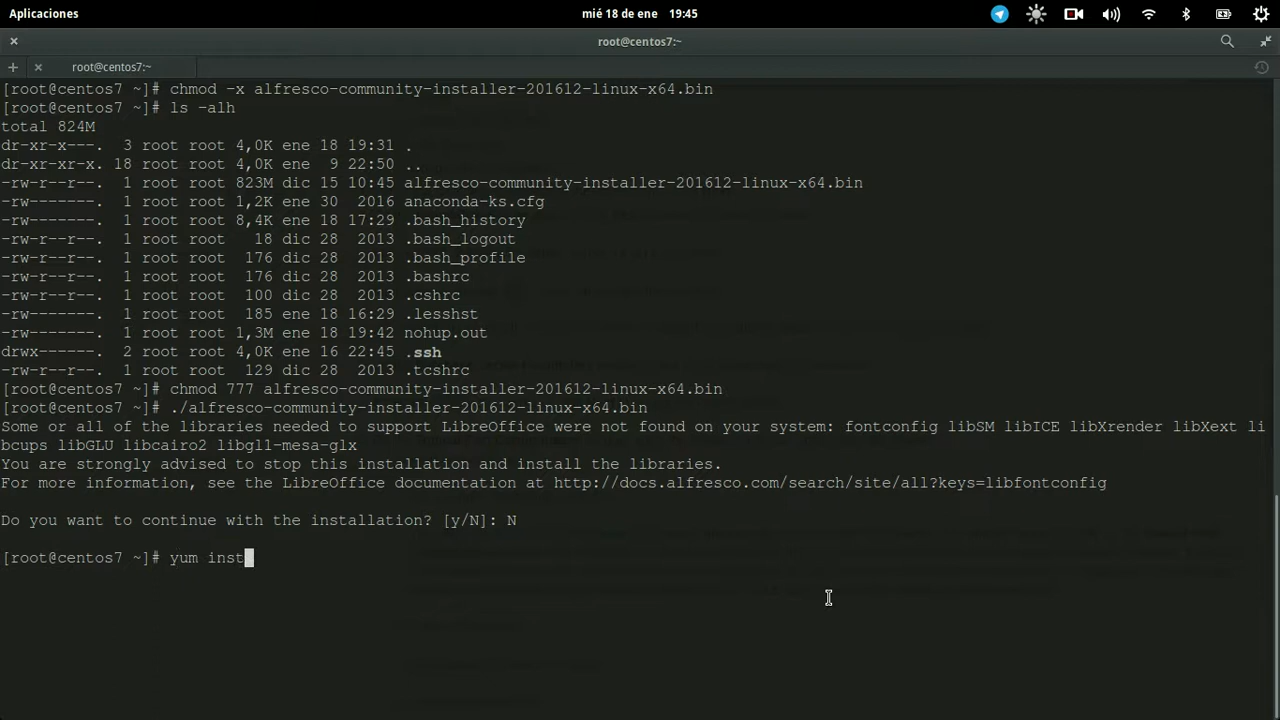 Aplicaciones
mié 18 de ene 19:45
root@centos7:~
root@centos7:~
[root@centos7 ~]# chmod -x alfresco-community-installer-201612-linux-x64.bin
[root@centos7 ~]# ls -alh
total 824M
dr-xr-x---. 3 root root 4,0K ene 18 19:31 .
dr-xr-xr-x. 18 root root 4,0K ene 9 22:50 ..
-rw-r--r--. 1 root root 823M dic 15 10:45 alfresco-community-installer-201612-linux-x64.bin
-rw-------. 1 root root 1,2K ene 30 2016 anaconda-ks.cfg
-rw-------. 1 root root 8,4K ene 18 17:29 .bash_history
-rw-r--r--. 1 root root 18 dic 28 2013 .bash_logout
-rw-r--r--. 1 root root 176 dic 28 2013 .bash_profile
-rw-r--r--. 1 root root 176 dic 28 2013 .bashrc
-rw-r--r--. 1 root root 100 dic 28 2013 .cshrc
-rw-------. 1 root root 185 ene 18 16:29 .lesshst
-rw-------. 1 root root 1,3M ene 18 19:42 nohup.out
drwx------. 2 root root 4,0K ene 16 22:45 .ssh
-rw-r--r--. 1 root root 129 dic 28 2013 .tcshrc
[root@centos7 ~]# chmod 777 alfresco-community-installer-201612-linux-x64.bin
[root@centos7 ~]# ./alfresco-community-installer-201612-linux-x64.bin
Some or all of the libraries needed to support LibreOffice were not found on your system: fontconfig libSM libICE libXrender libXext li
bcups libGLU libcairo2 libgl1-mesa-glx
You are strongly advised to stop this installation and install the libraries.
For more information, see the LibreOffice documentation at http://docs.alfresco.com/search/site/all?keys=libfontconfig
Do you want to continue with the installation? [y/N]: N
[root@centos7 ~]# yum inst